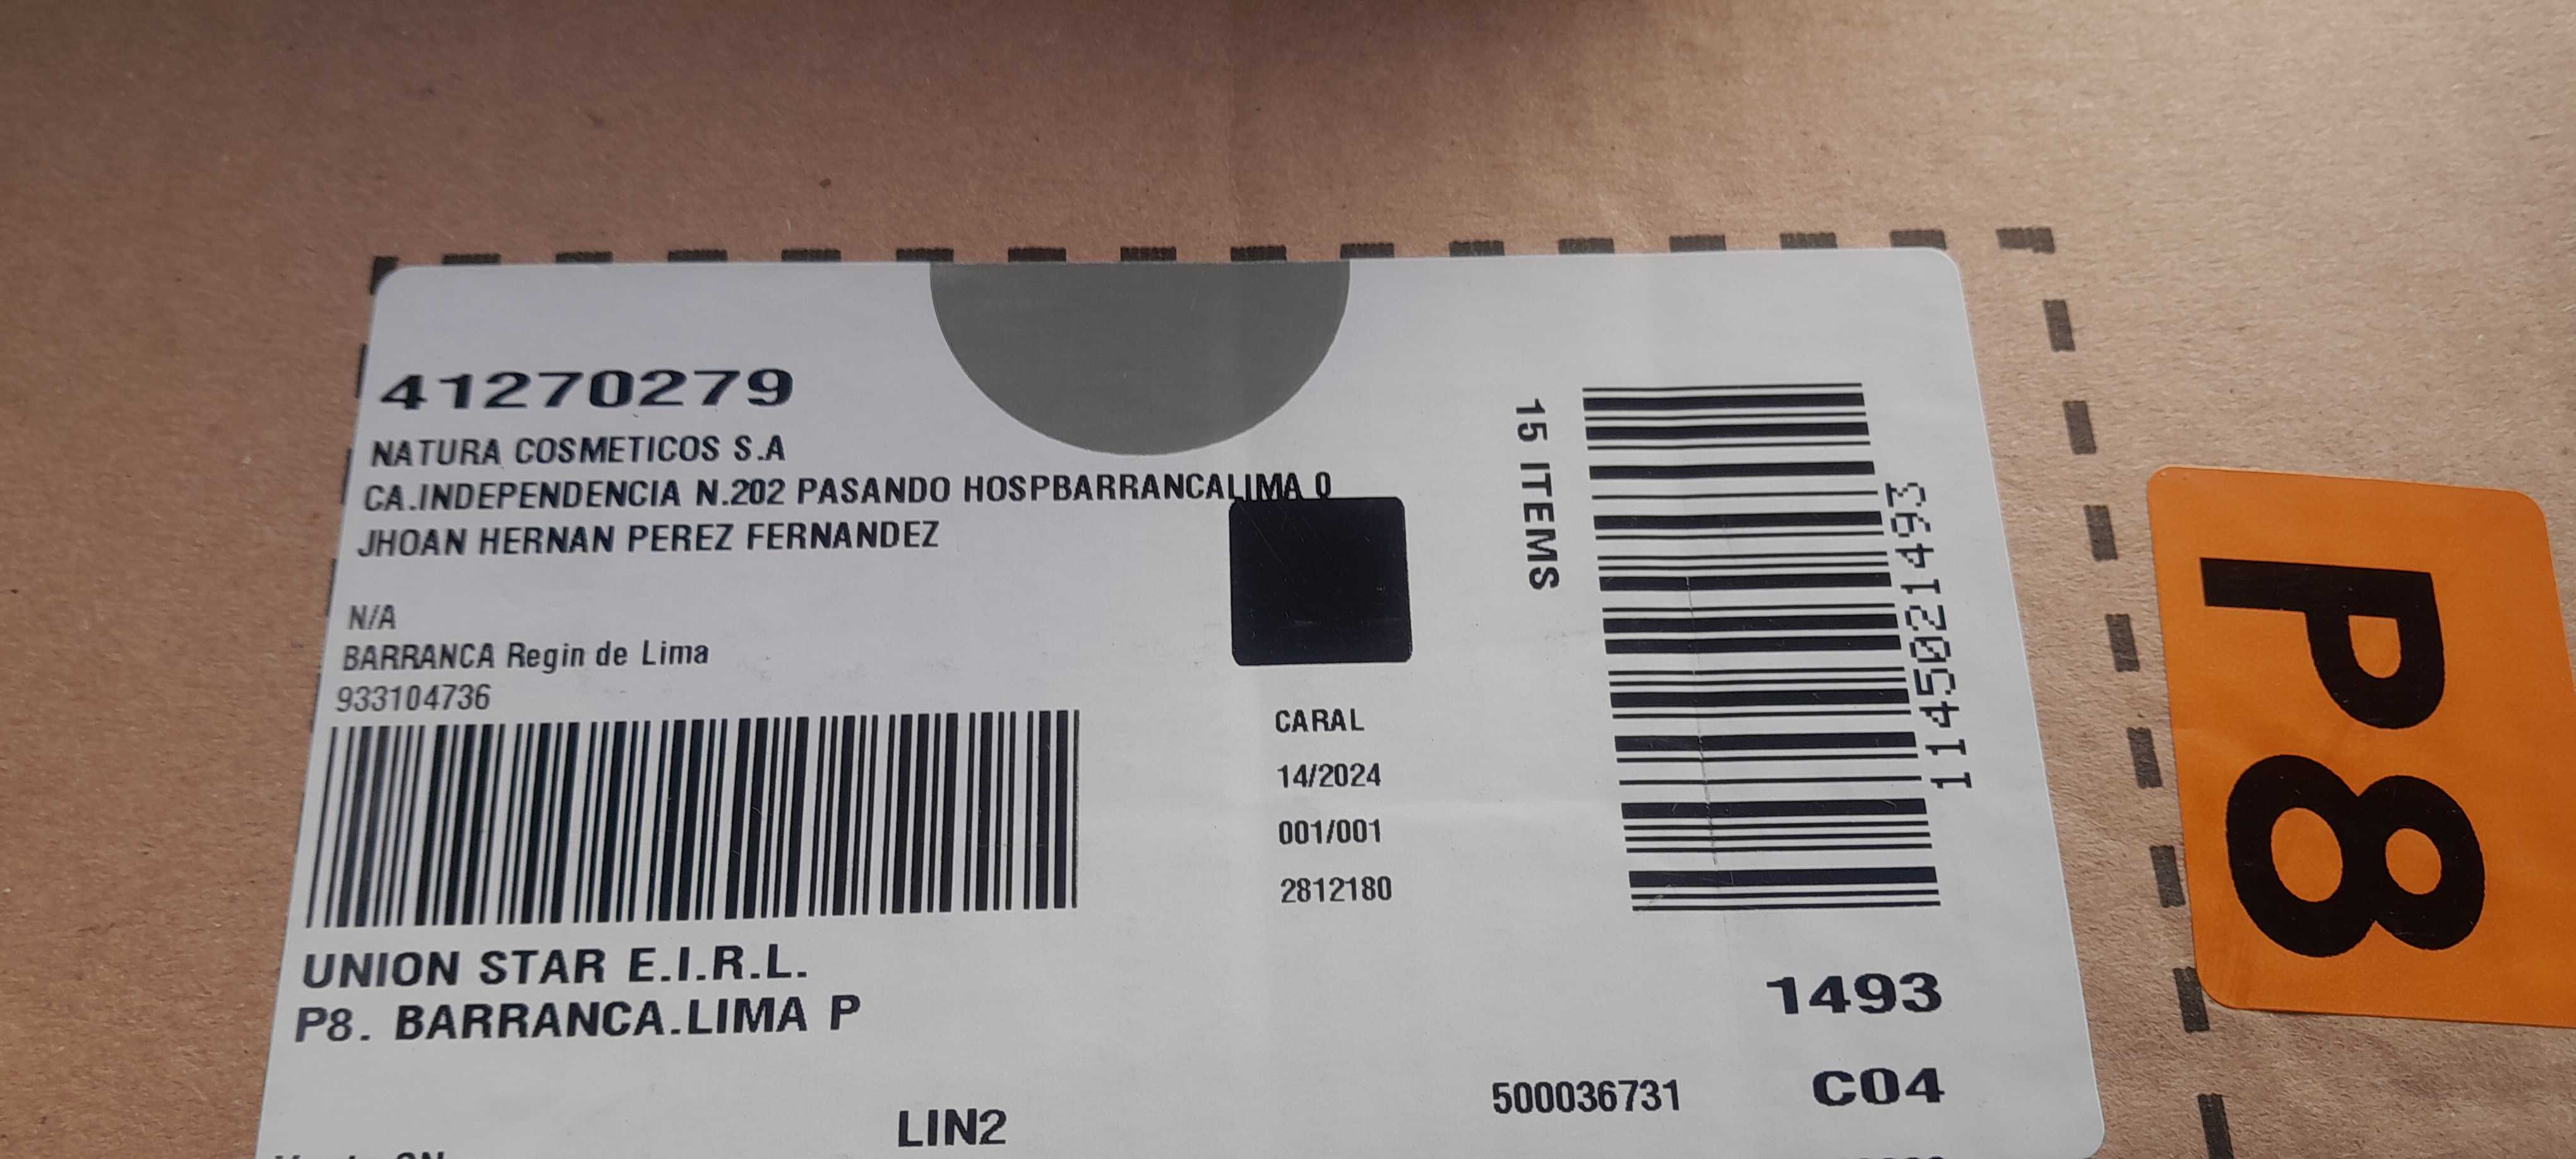 41270279
NATURA COSMETICOS S.A
CA.INDEPENDENCIA N.202 PASANDO HOSPBARRANCALIMA 0
JHOAN HERNAN PEREZ FERNANDEZ
N/A
BARRANCA Regin de Lima
933104736
UNION STAR E.I.R.L.
P8. BARRANCA.LIMA P
LIN2
CARAL
14/2024
001/001
2812180
15 ITEMS
1145021493
1493
500036731
C04
P8